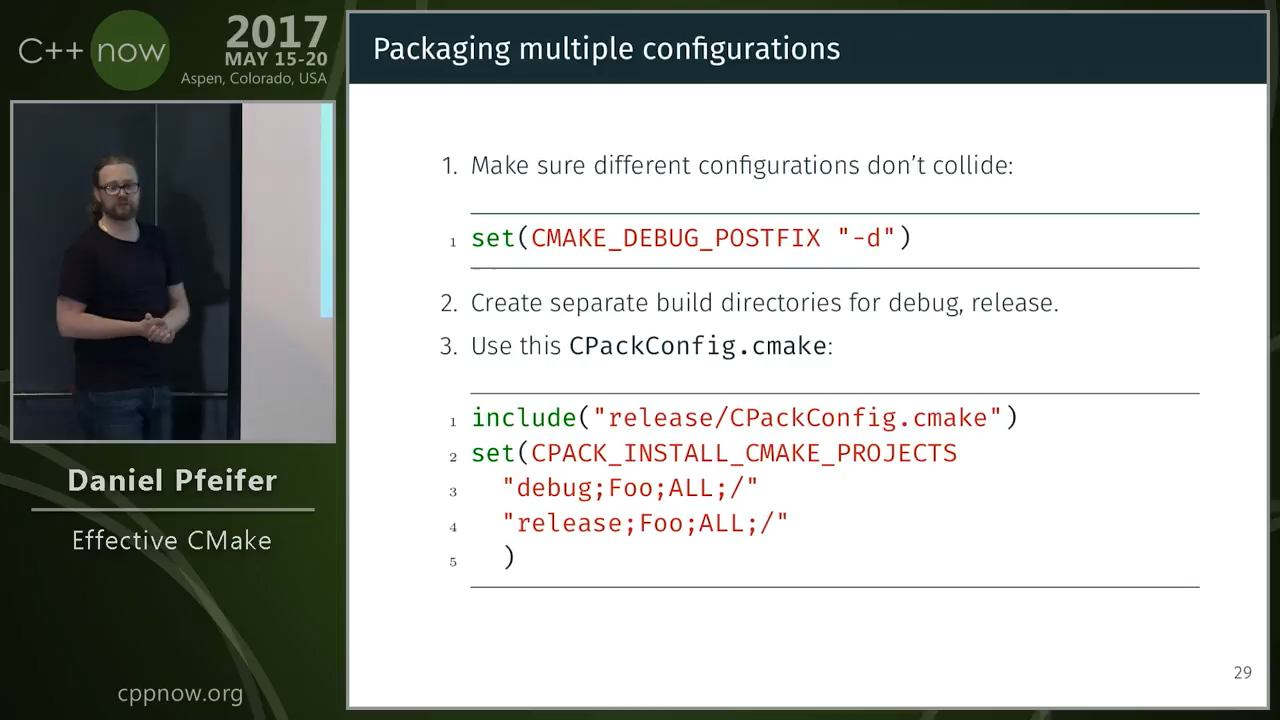 C++ now
2017
MAY 15-20
Aspen, Colorado, USA
Daniel Pfeifer
Effective CMake
cppnow.org
Packaging multiple configurations
1. Make sure different configurations don’t collide:
1 set(CMAKE_DEBUG_POSTFIX "-d")
2. Create separate build directories for debug, release.
3. Use this CPackConfig.cmake:
1 include("release/CPackConfig.cmake")
2 set(CPACK_INSTALL_CMAKE_PROJECTS
3 "debug;Foo;ALL;/"
4 "release;Foo;ALL;/"
5 )
29